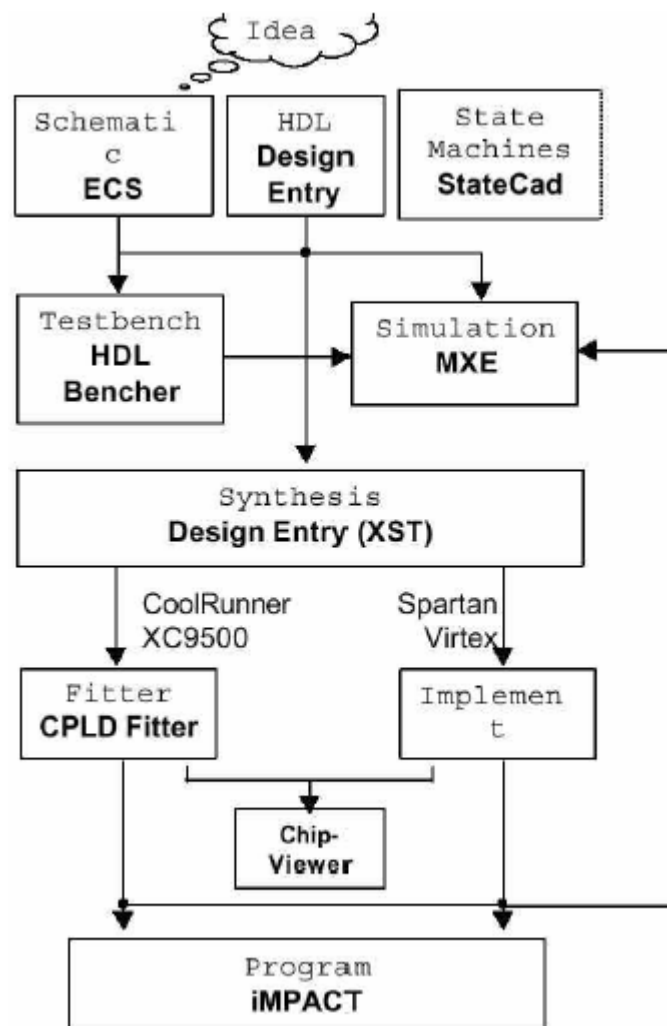 Idea
Schemati
c
ECS
HDL
Design
Entry
State
Machines
StateCad
Testbench
HDL
Bencher
Simulation
MXE
Synthesis
Design Entry (XST)
CoolRunner
XC9500
Spartan
Virtex
Fitter
CPLD Fitter
Implemen
t
Chip-
Viewer
Program
iMPACT